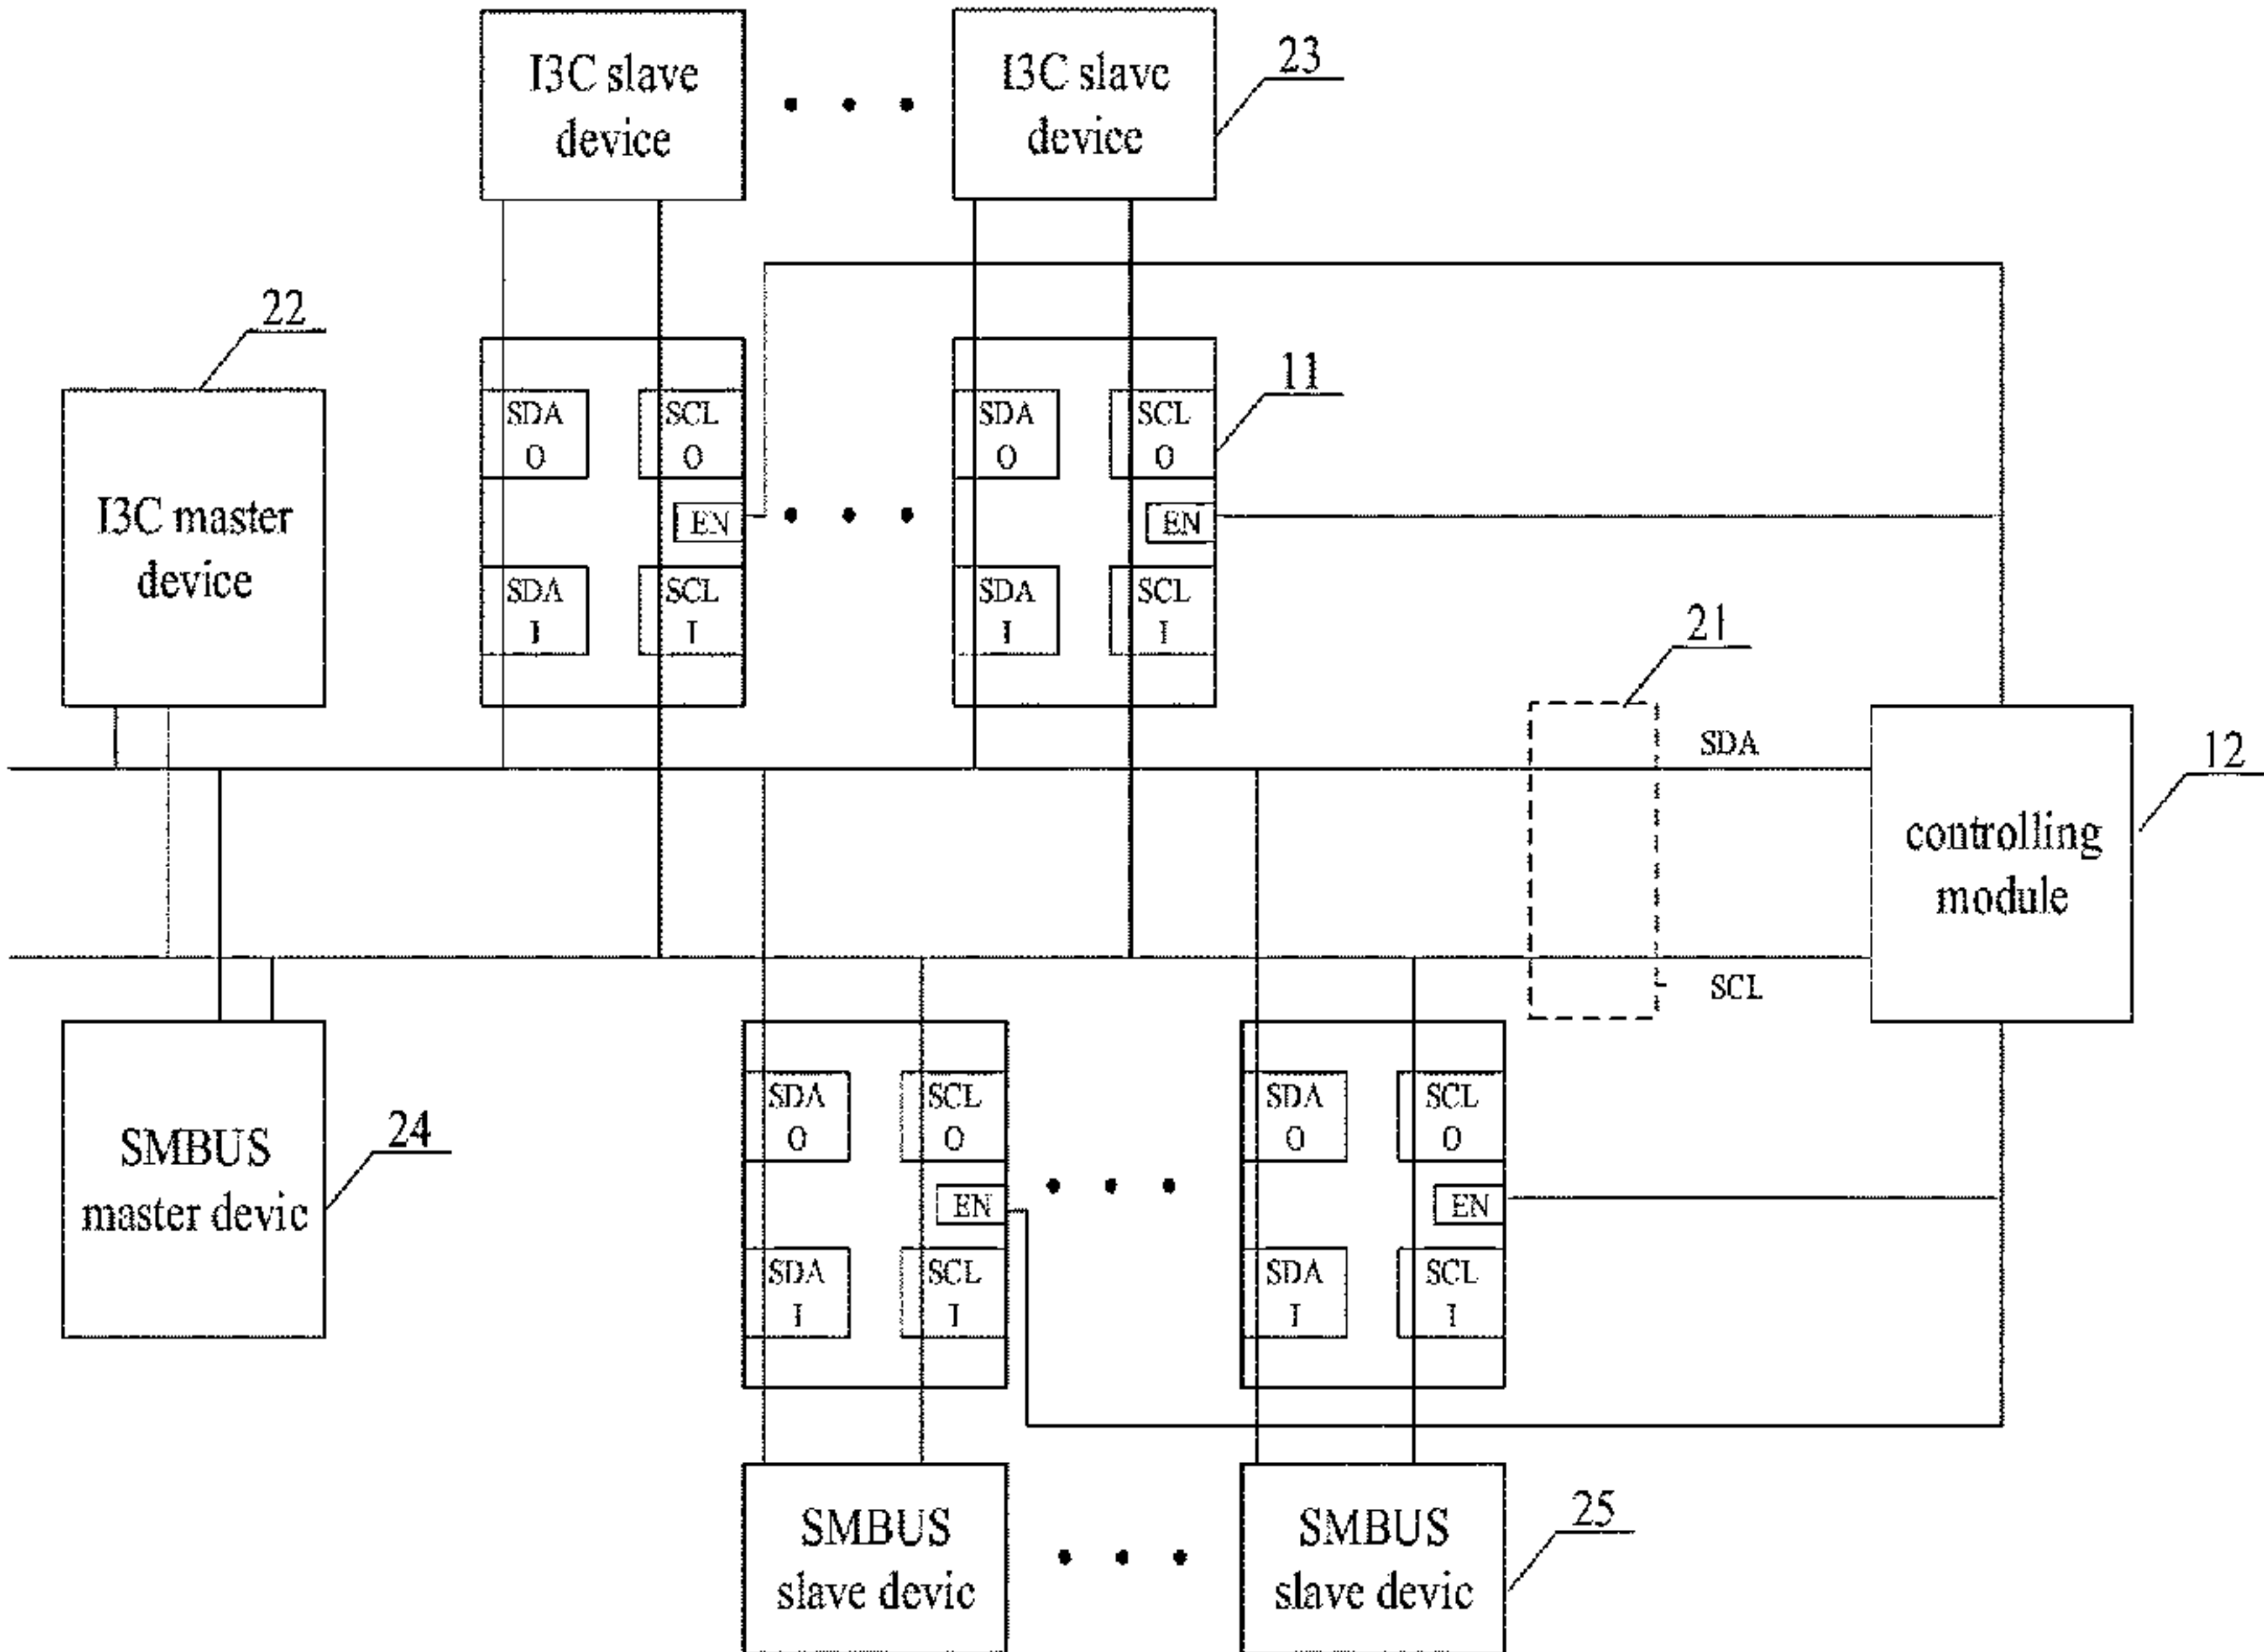 I3C slave
device
I3C slave
device
23
22
11
SDA
O
SCL
O
SDA
O
SCL
O
EN
EN
I3C master
device
SDA
I
SCL
I
SDA
I
SCL
I
21
SDA
12
controlling
module
SCL
SMBUS
master devic
24
SDA
O
SCL
O
SDA
O
SCL
O
EN
EN
SDA
I
SCL
I
SDA
I
SCL
I
SMBUS
slave devic
SMBUS
slave devic
25